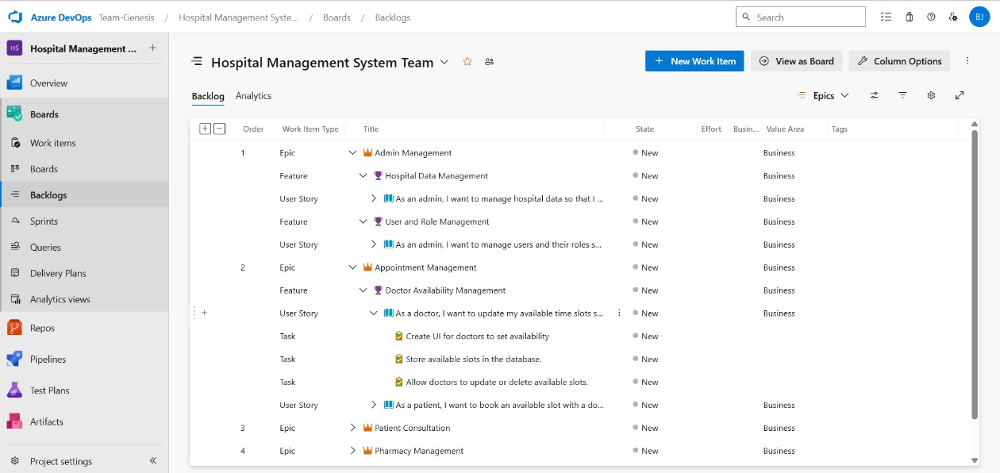 Azure DevOps Team-Genesis / Hospital Management Syste... / Boards / Backlogs
Search
BJ
HS Hospital Management ... +
Overview
Boards
Work items
Boards
Backlogs
Sprints
Queries
Delivery Plans
Analytics views
Repos
Pipelines
Test Plans
Artifacts
Project settings
Hospital Management System Team
+ New Work Item
View as Board
Column Options
Backlog Analytics
Epics
Order Work Item Type Title State Effort Busin... Value Area Tags
1 Epic Admin Management New Business
Feature Hospital Data Management New Business
User Story As an admin, I want to manage hospital data so that I ... New Business
Feature User and Role Management New Business
User Story As an admin, I want to manage users and their roles s... New Business
2 Epic Appointment Management New Business
Feature Doctor Availability Management New Business
+ User Story As a doctor, I want to update my available time slots s... New Business
Task Create UI for doctors to set availability New
Task Store available slots in the database. New
Task Allow doctors to update or delete available slots. New
User Story As a patient, I want to book an available slot with a do... New Business
3 Epic Patient Consultation New Business
4 Epic Pharmacy Management New Business